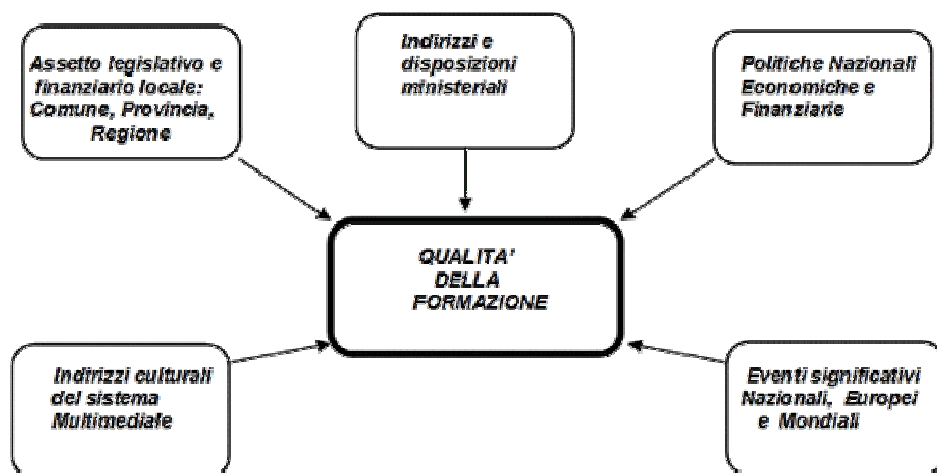 Assetto legislativo e
finanziario locale:
Comune, Provincia,
Regione
Indirizzi e
disposizioni
ministeriali
Politiche Nazionali
Economiche e
Finanziarie
QUALITA'
DELLA
FORMAZIONE
Indirizzi culturali
del sistema
Multimediale
Eventi significativi
Nazionali, Europei
e Mondiali